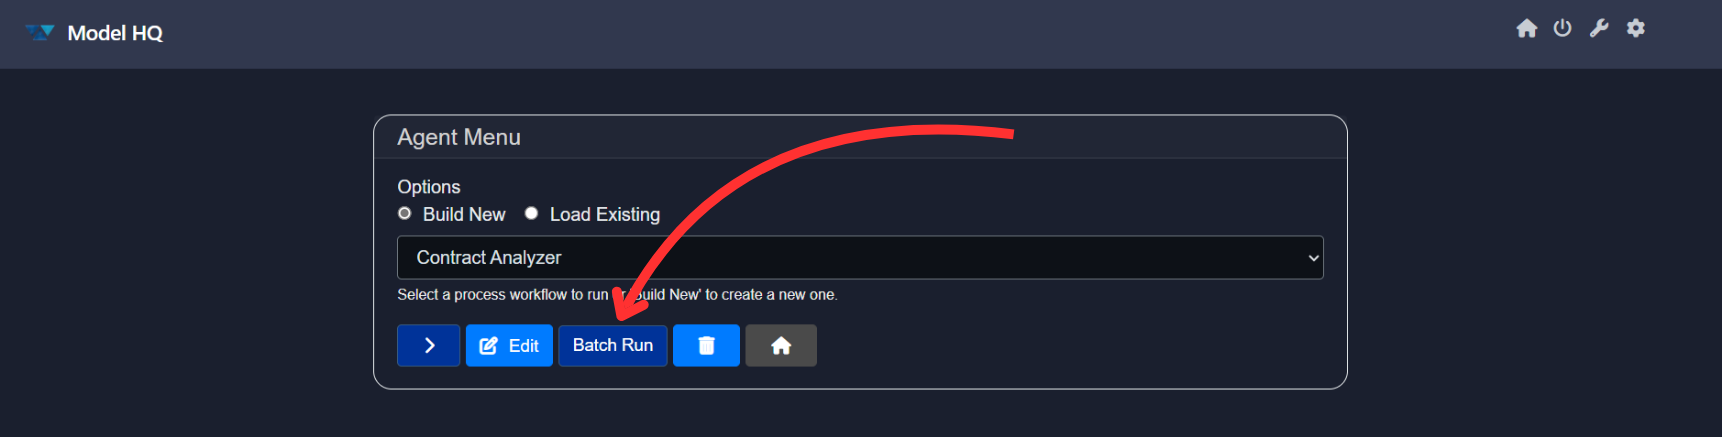 Model HQ
Agent Menu
Options
Build New Load Existing
Contract Analyzer
Select a process workflow to run uild New' to create a new one.
Edit Batch Run